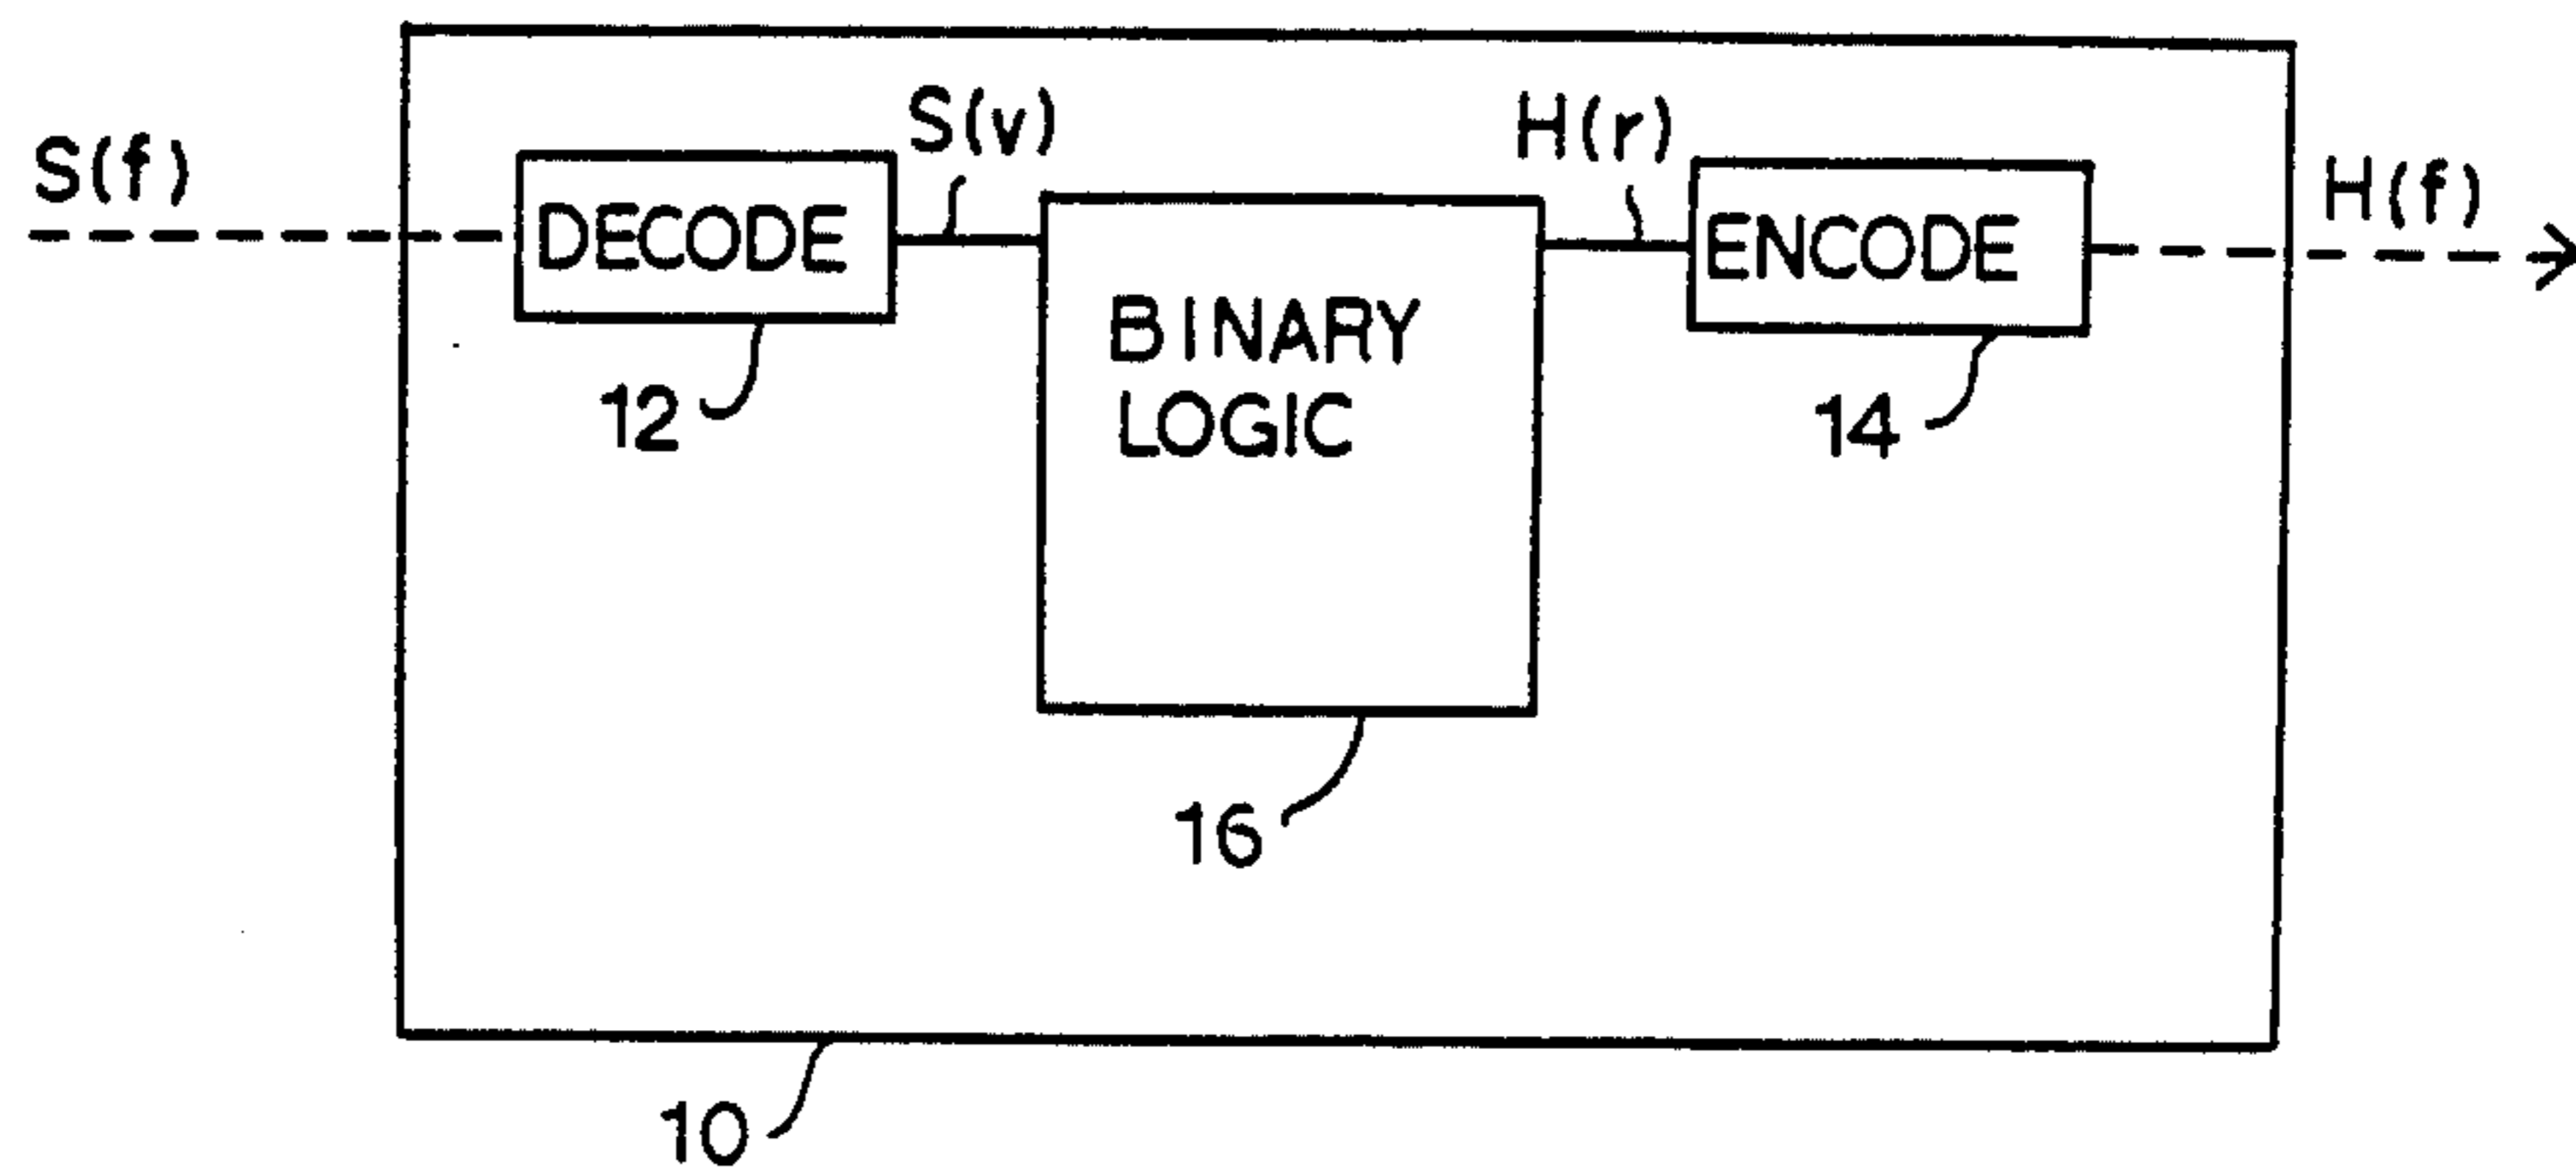 S(f)
DECODE
12
S(v)
BINARY
LOGIC
16
H(r)
ENCODE
14
H(f)
10